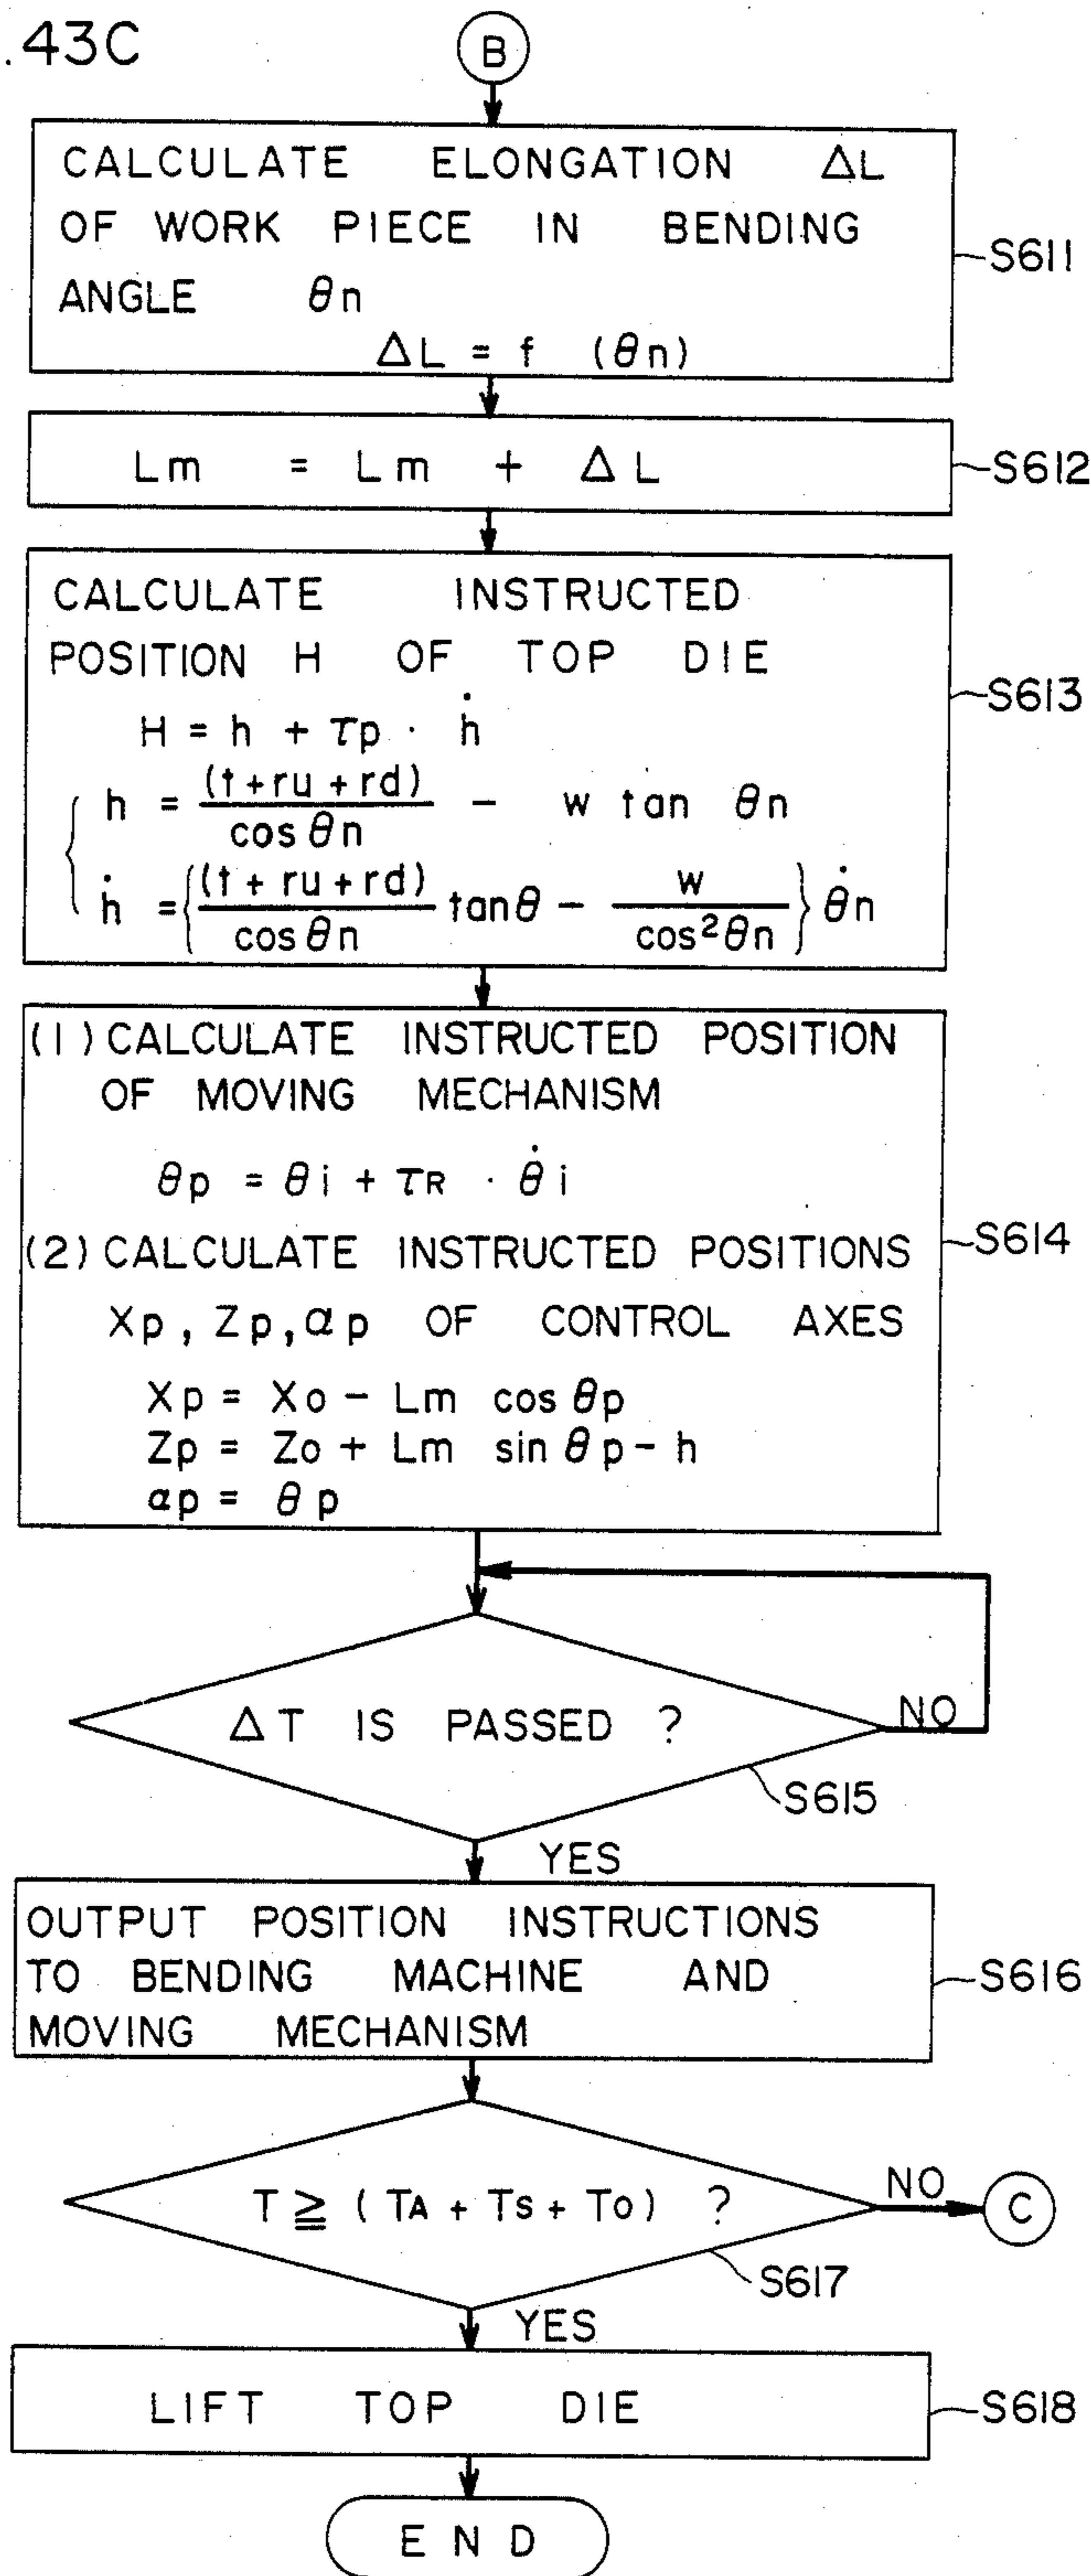 .43C
B
CALCULATE ELONGATION ΔL
OF WORK PIECE IN BENDING
ANGLE θn
ΔL = f (θn)
S611
Lm = Lm + ΔL
S612
CALCULATE INSTRUCTED
POSITION H OF TOP DIE
H = h + τp · ḣ
h = (t+ru+rd)/cos θn - w tan θn
ḣ = {(t+ru+rd)/cos θn tanθ - w/cos²θn} θ̇n
S613
(1) CALCULATE INSTRUCTED POSITION
OF MOVING MECHANISM
θp = θi + τR · θ̇i
(2) CALCULATE INSTRUCTED POSITIONS
Xp, Zp, αp OF CONTROL AXES
Xp = Xo - Lm cos θp
Zp = Zo + Lm sin θp - h
αp = θp
S614
ΔT IS PASSED ?
NO
S615
YES
OUTPUT POSITION INSTRUCTIONS
TO BENDING MACHINE AND
MOVING MECHANISM
S616
T ≧ (TA + TS + TO) ?
NO
C
S617
YES
LIFT TOP DIE
S618
END